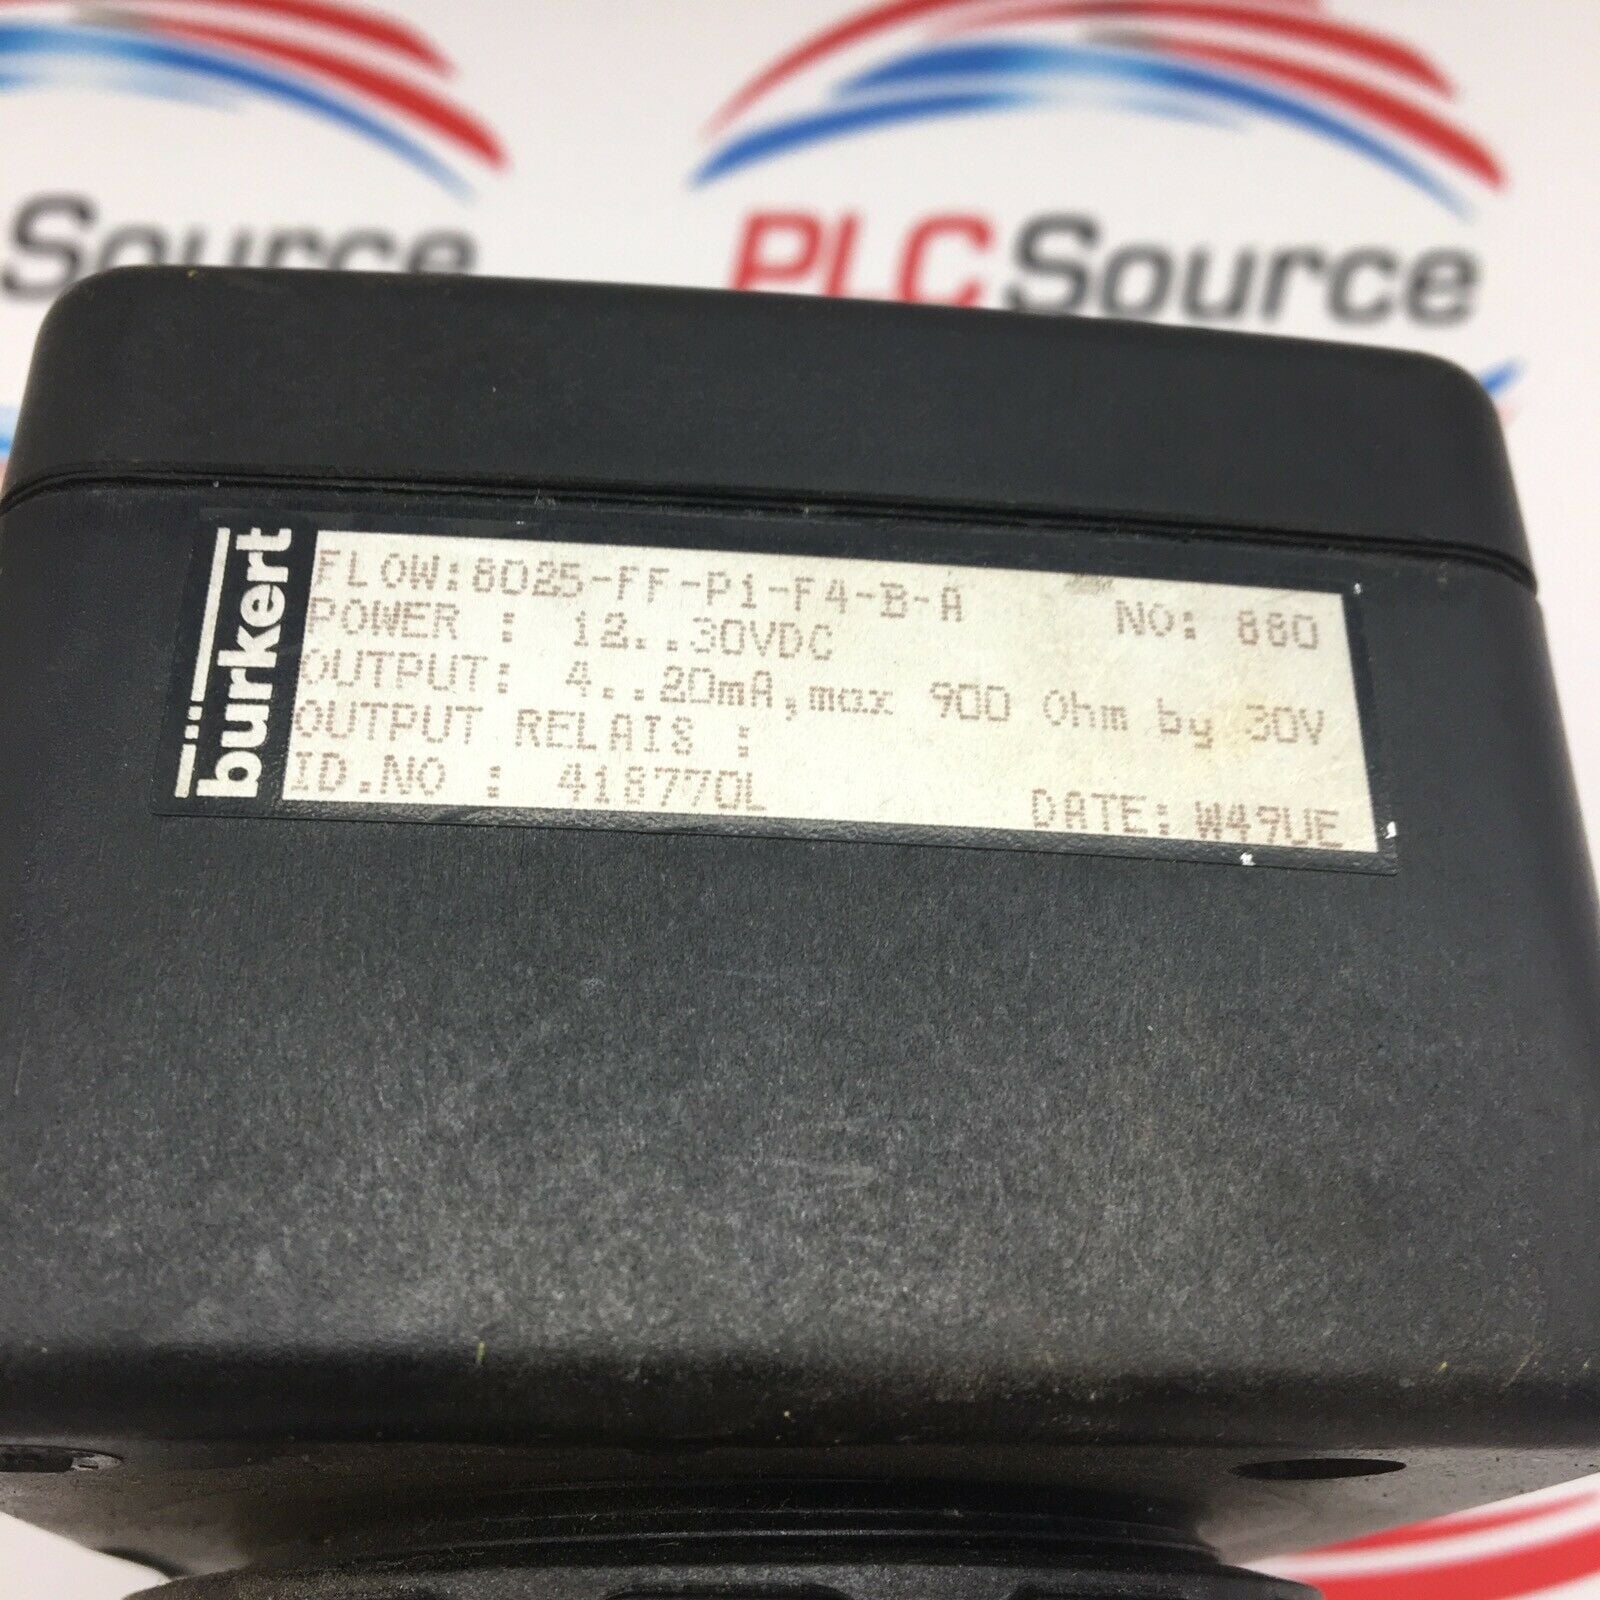 Source
PLCSource
bürkert
FLOW:8025-FF-P1-F4-B-A NO: 880
POWER : 12..30VDC
OUTPUT: 4..20mA,max 900 Ohm by 30V
OUTPUT RELAIS :
ID.NO : 418770L DATE: W49UE